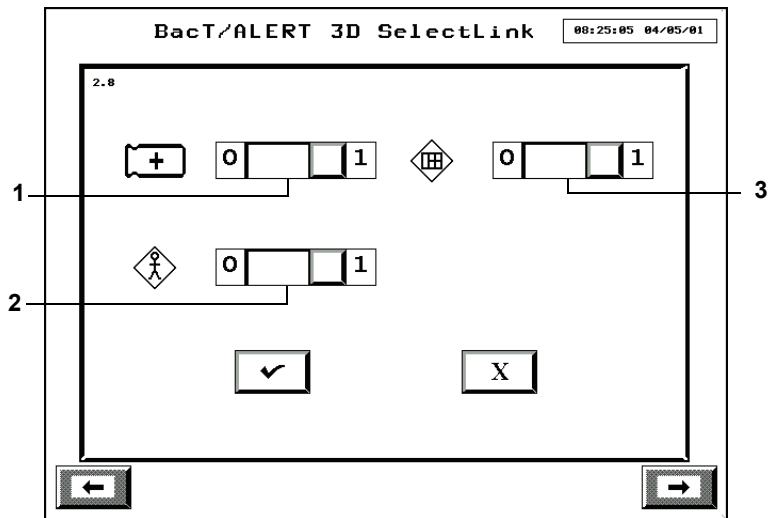 BacT/ALERT 3D SelectLink 08:25:05 04/05/01
2.8
+ 0 1 0 1
1 3
0 1
2
✓ X
← →